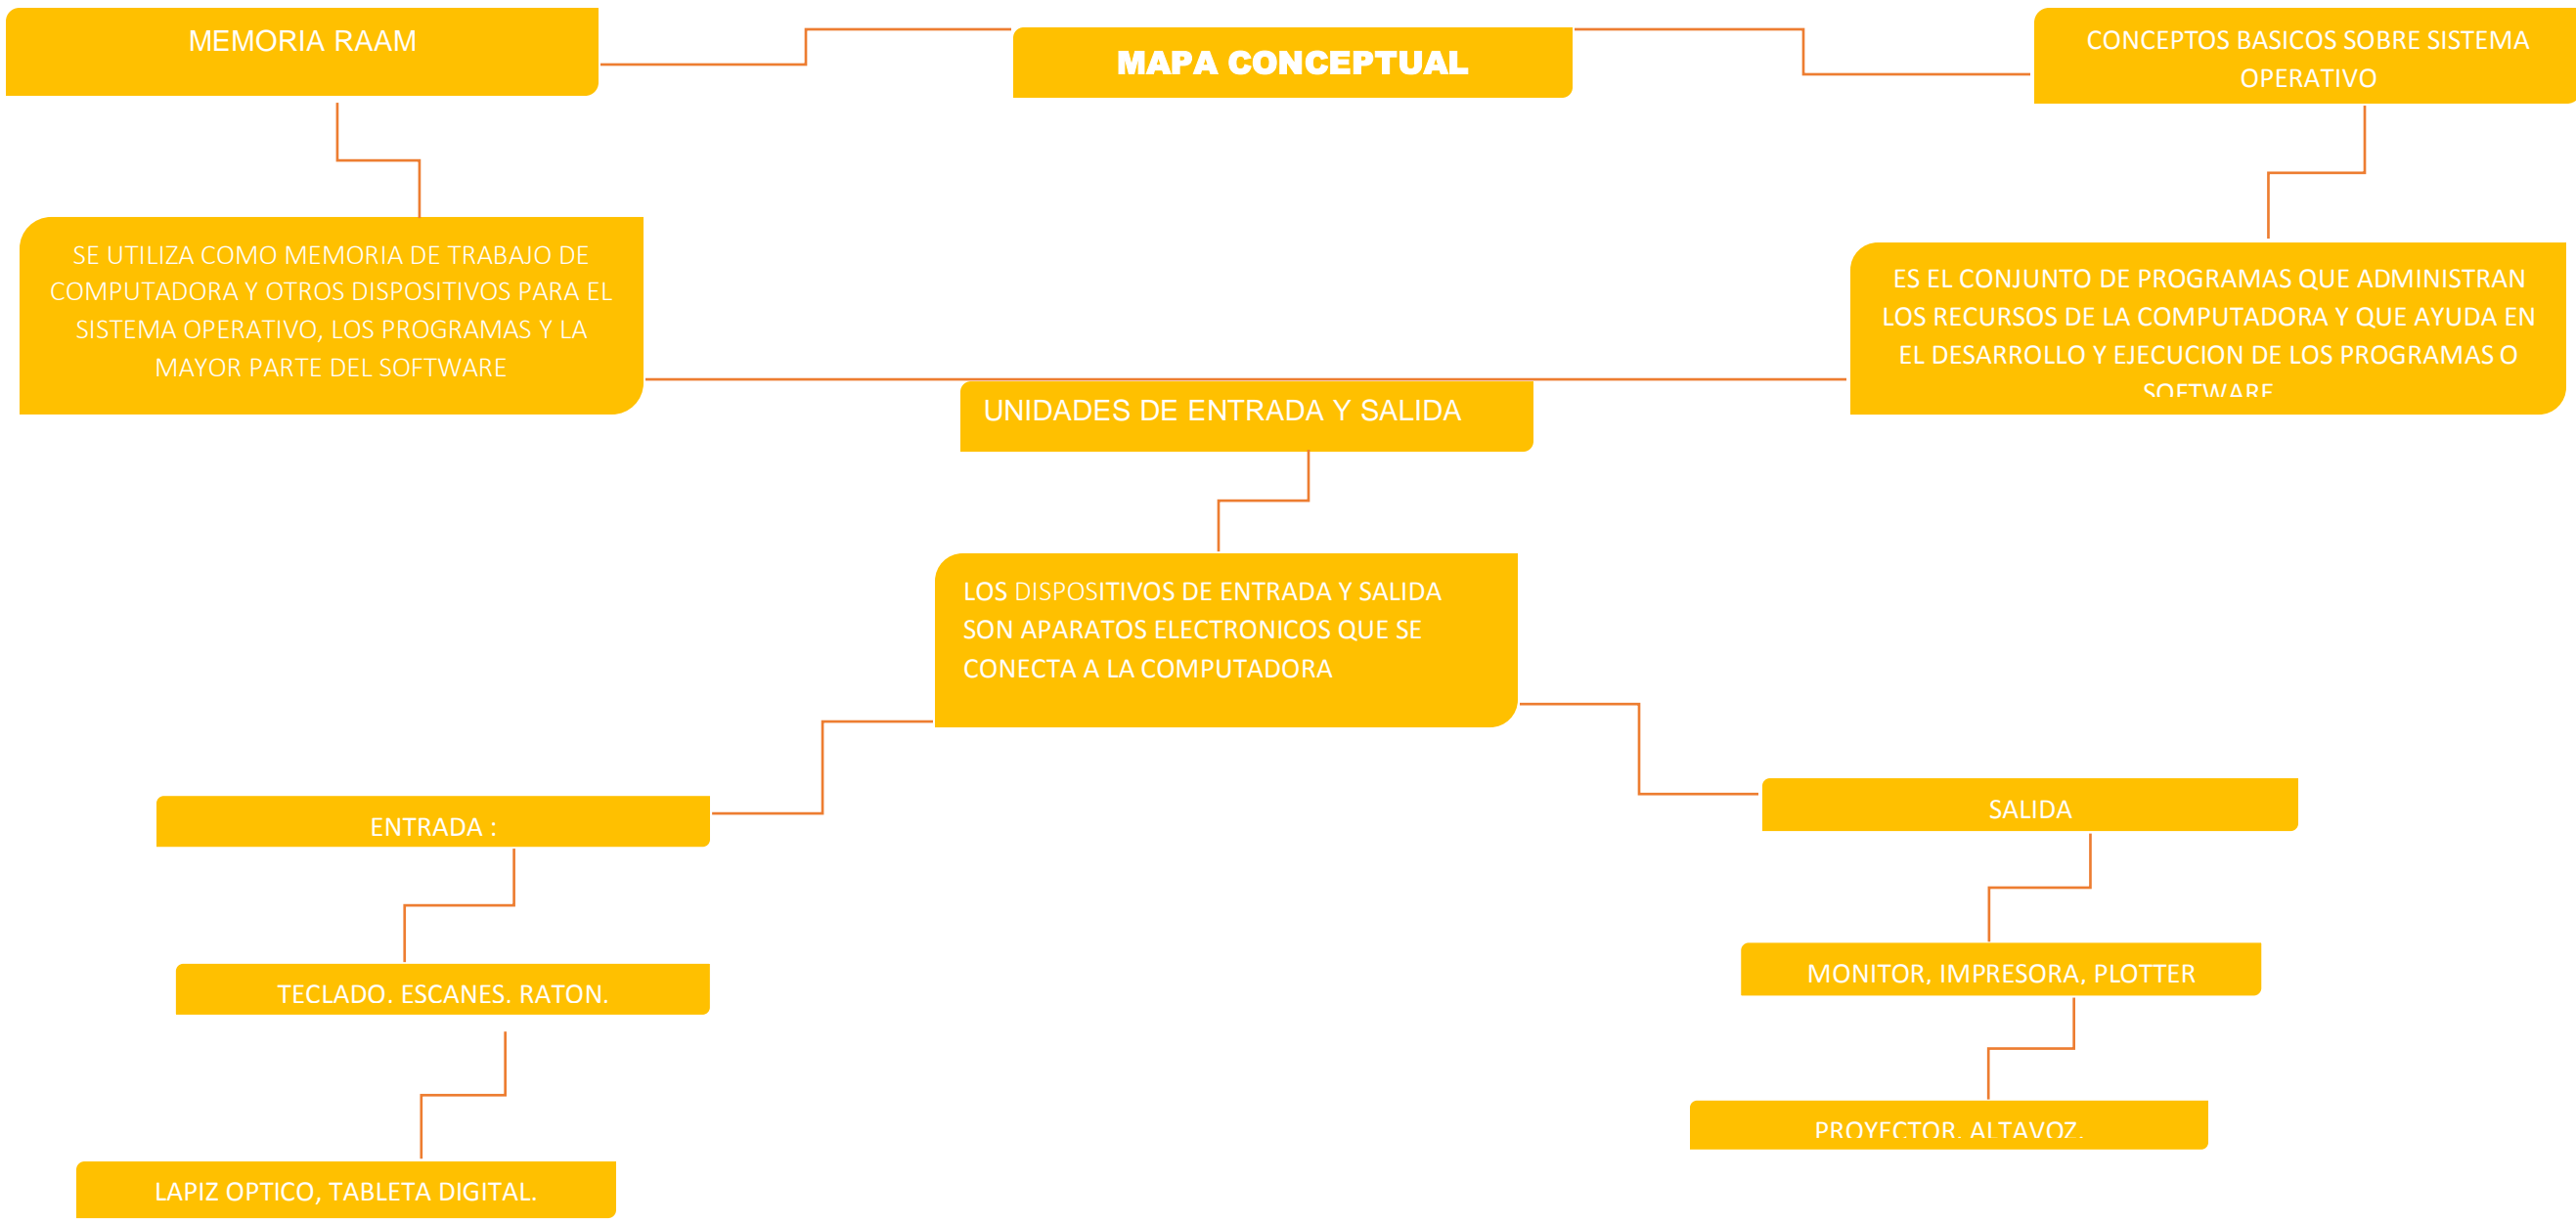 MEMORIA RAAM
MAPA CONCEPTUAL
CONCEPTOS BASICOS SOBRE SISTEMA
OPERATIVO
SE UTILIZA COMO MEMORIA DE TRABAJO DE
COMPUTADORA Y OTROS DISPOSITIVOS PARA EL
SISTEMA OPERATIVO, LOS PROGRAMAS Y LA
MAYOR PARTE DEL SOFTWARE
ES EL CONJUNTO DE PROGRAMAS QUE ADMINISTRAN
LOS RECURSOS DE LA COMPUTADORA Y QUE AYUDA EN
EL DESARROLLO Y EJECUCION DE LOS PROGRAMAS O
SOFTWARE
UNIDADES DE ENTRADA Y SALIDA
LOS DISPOSITIVOS DE ENTRADA Y SALIDA
SON APARATOS ELECTRONICOS QUE SE
CONECTA A LA COMPUTADORA
ENTRADA :
SALIDA
TECLADO. ESCANES. RATON.
MONITOR, IMPRESORA, PLOTTER
PROYECTOR. ALTAVOZ.
LAPIZ OPTICO, TABLETA DIGITAL.